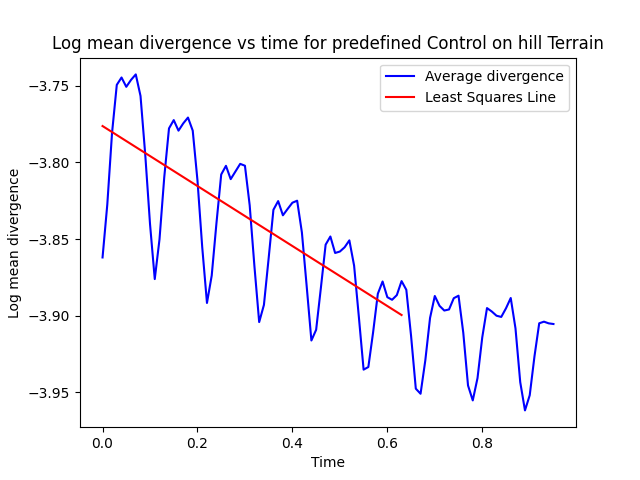 Log mean divergence vs time for predefined Control on hill Terrain
Average divergence
Least Squares Line
Log mean divergence
−3.75
−3.80
−3.85
−3.90
−3.95
0.0 0.2 0.4 0.6 0.8
Time